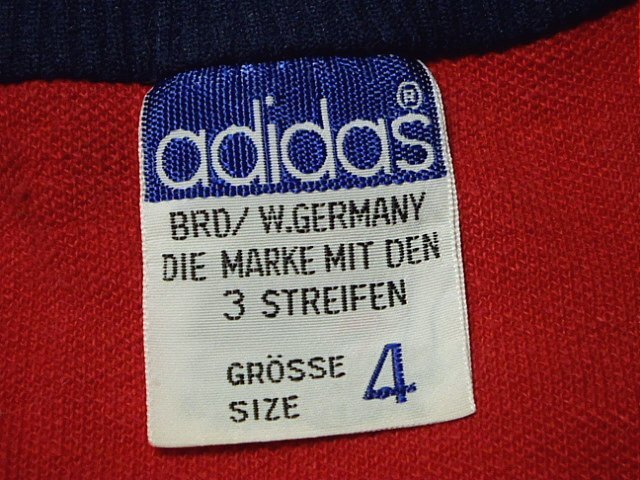 adidas®
BRD/ W.GERMANY
DIE MARKE MIT DEN
3 STREIFEN
GRÖSSE
SIZE 4